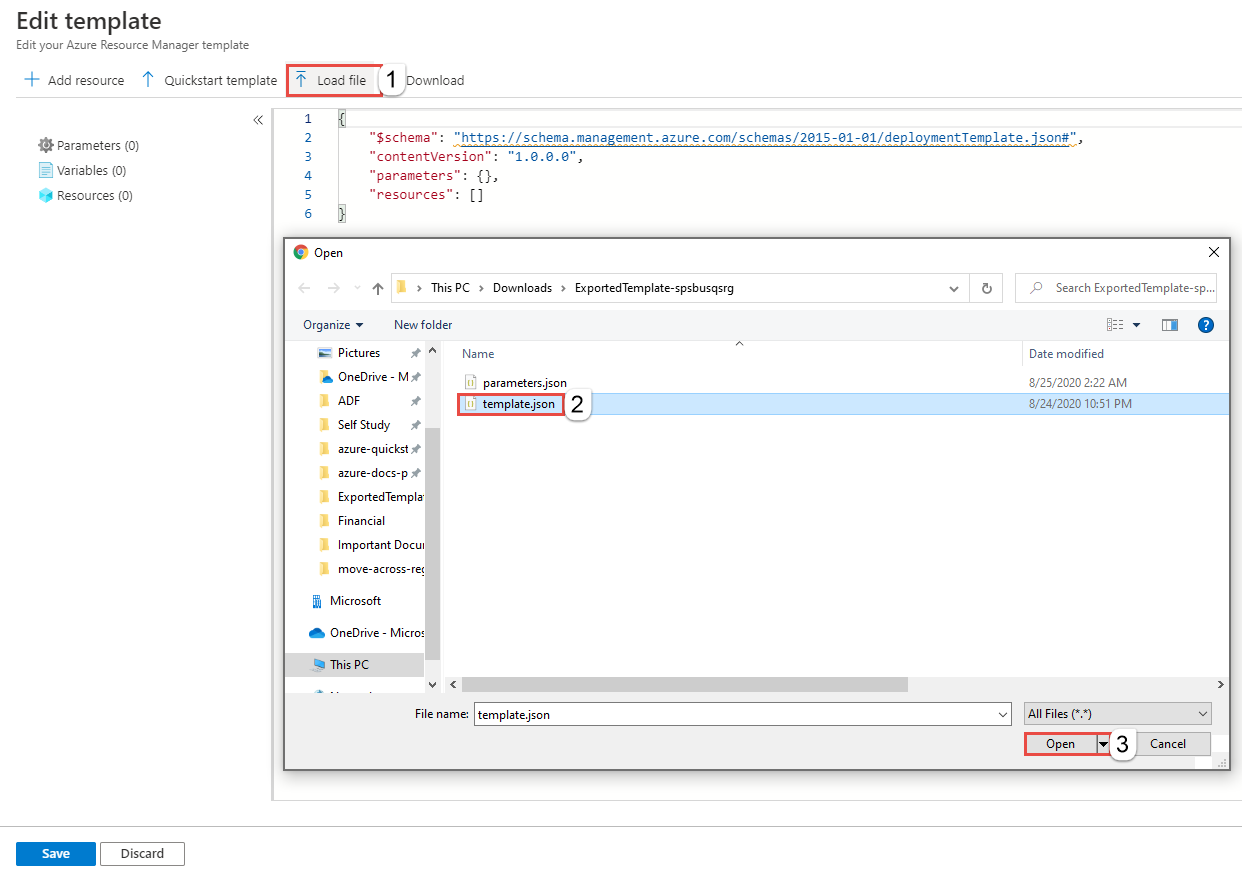 Edit template
Edit your Azure Resource Manager template
Add resource Quickstart template Load file 1 Download
«
Parameters (0)
Variables (0)
Resources (0)
1 {
2 "$schema": "https://schema.management.azure.com/schemas/2015-01-01/deploymentTemplate.json#",
3 "contentVersion": "1.0.0.0",
4 "parameters": {},
5 "resources": []
6 }
Open
This PC > Downloads > ExportedTemplate-spsbusqsrg
Search ExportedTemplate-sp...
Organize New folder ?
Name Date modified
Pictures
OneDrive - M
ADF
Self Study
azure-quickst
azure-docs-p
ExportedTempla
Financial
Important Docu
move-across-reg
Microsoft
OneDrive - Micros
This PC
parameters.json 8/25/2020 2:22 AM
template.json 2 8/24/2020 10:51 PM
File name: template.json All Files (*.*)
Open 3 Cancel
Save Discard